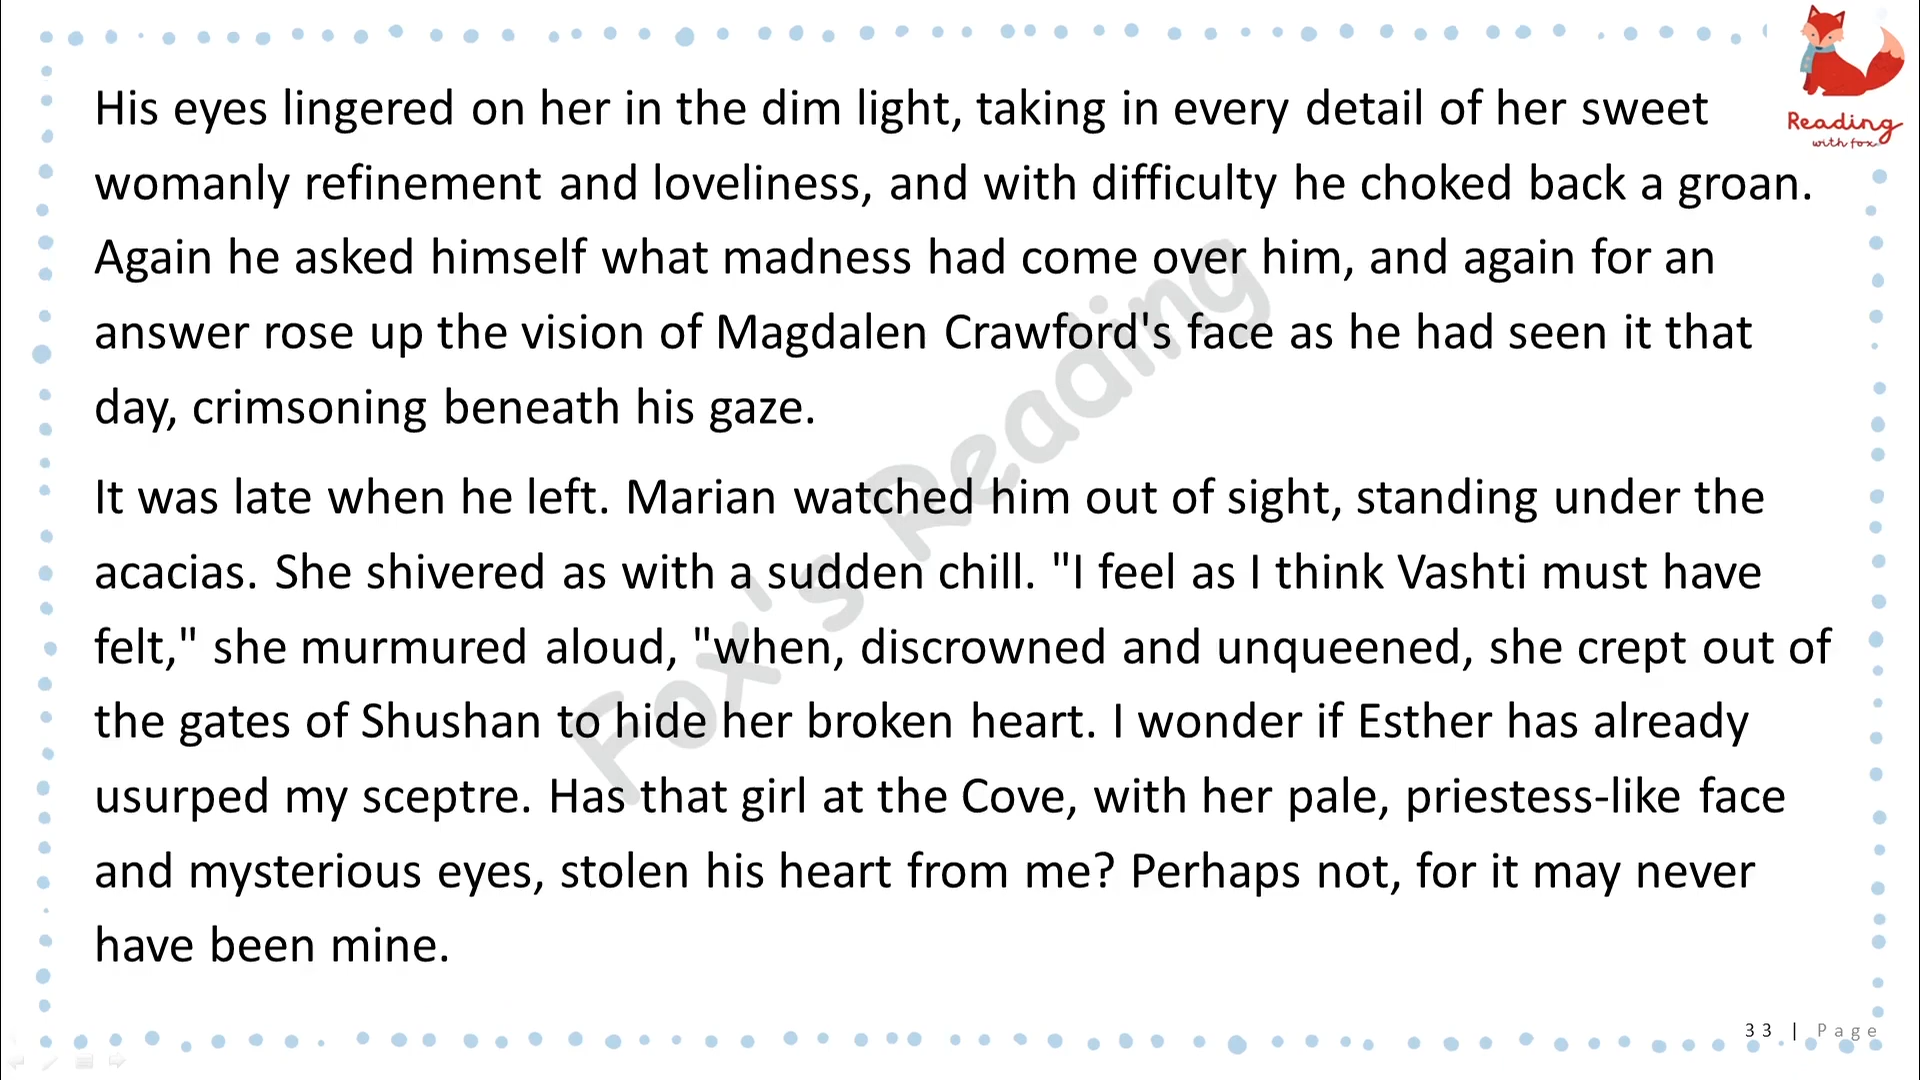 His eyes lingered on her in the dim light, taking in every detail of her sweet
womanly refinement and loveliness, and with difficulty he choked back a groan.
Again he asked himself what madness had come over him, and again for an
answer rose up the vision of Magdalen Crawford's face as he had seen it that
day, crimsoning beneath his gaze.
It was late when he left. Marian watched him out of sight, standing under the
acacias. She shivered as with a sudden chill. "I feel as I think Vashti must have
felt," she murmured aloud, "when, discrowned and unqueened, she crept out of
the gates of Shushan to hide her broken heart. I wonder if Esther has already
usurped my sceptre. Has that girl at the Cove, with her pale, priestess-like face
and mysterious eyes, stolen his heart from me? Perhaps not, for it may never
have been mine.
Reading
with fox
Fox's Reading
33 | Page